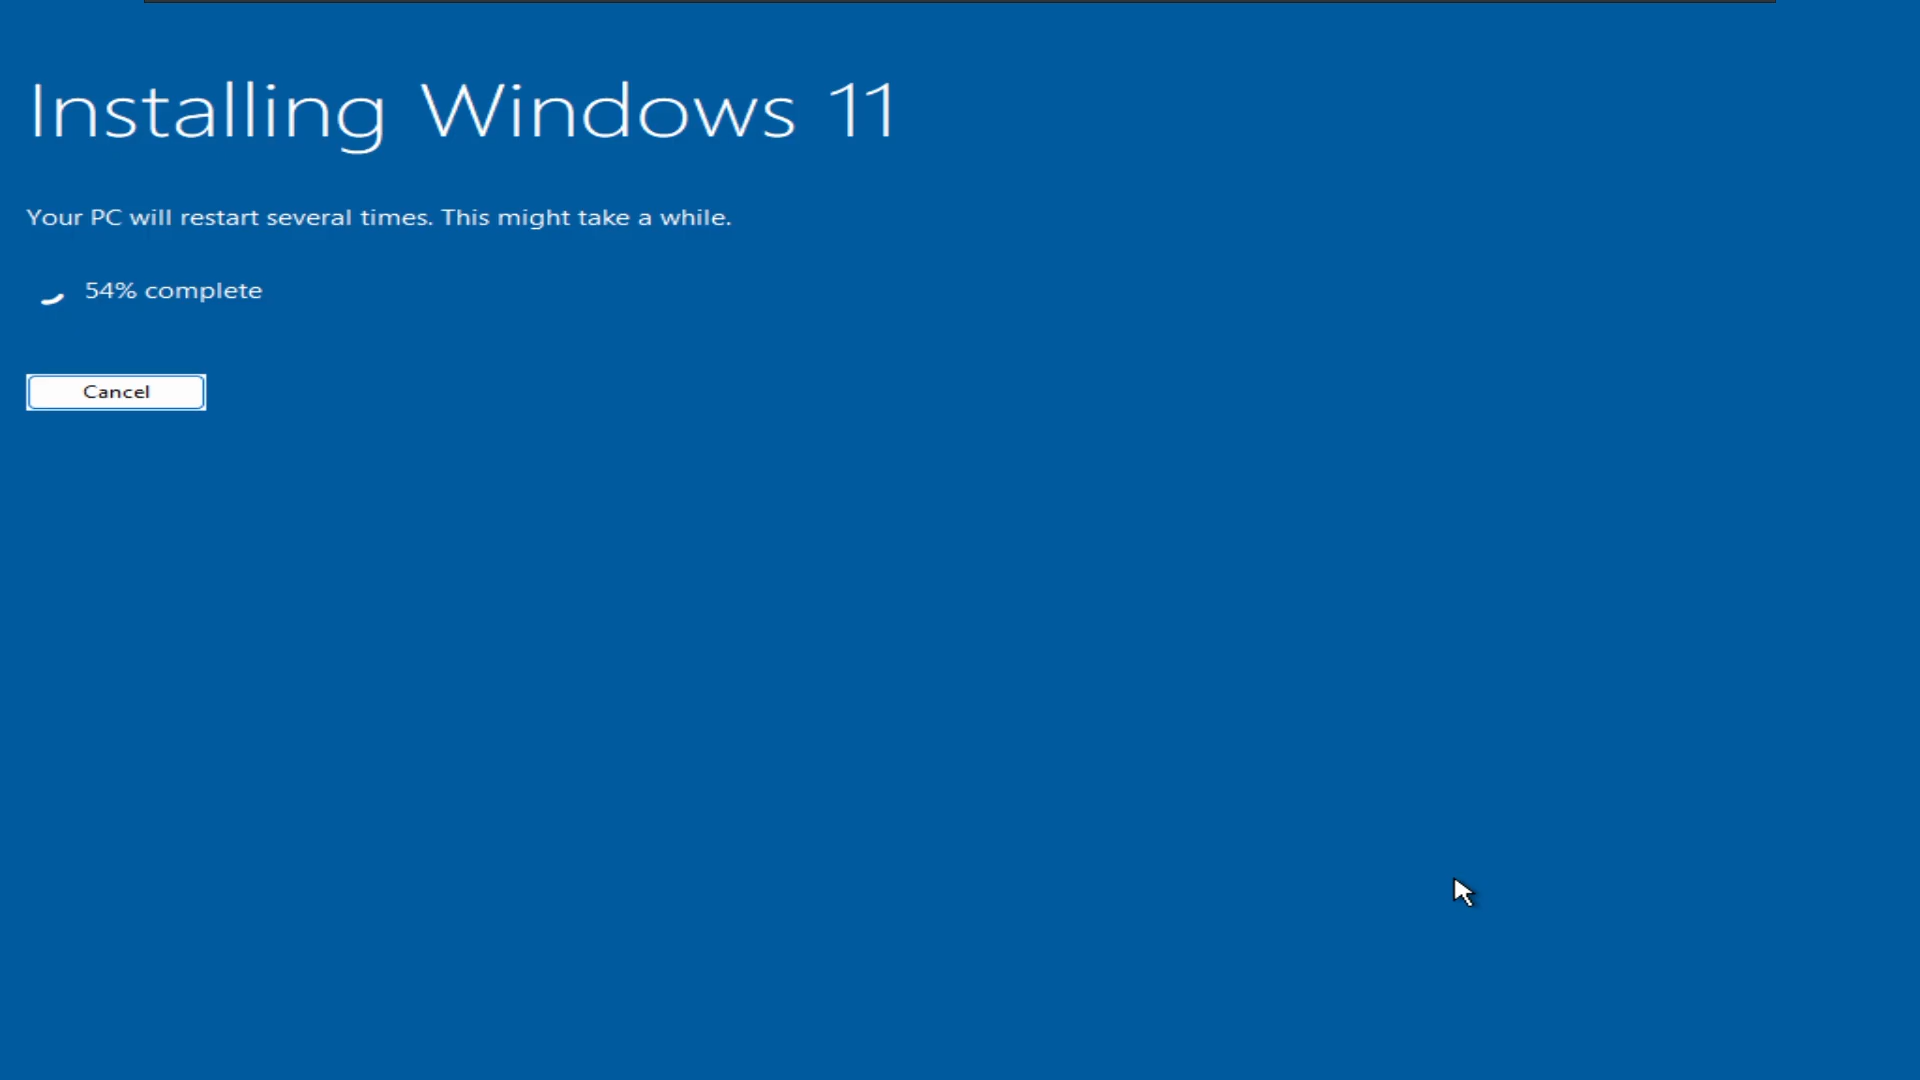 Installing Windows 11
Your PC will restart several times. This might take a while.
54% complete
Cancel